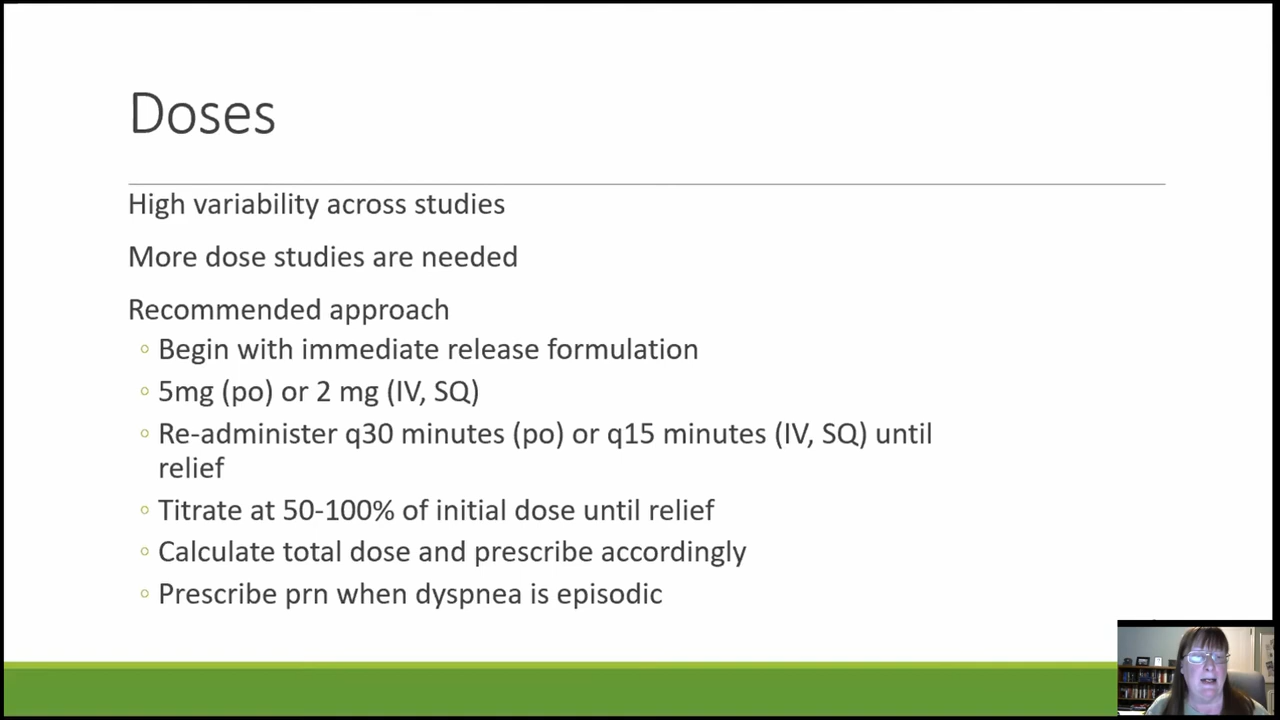 Doses
High variability across studies
More dose studies are needed
Recommended approach
◦ Begin with immediate release formulation
◦ 5mg (po) or 2 mg (IV, SQ)
◦ Re-administer q30 minutes (po) or q15 minutes (IV, SQ) until
relief
◦ Titrate at 50-100% of initial dose until relief
◦ Calculate total dose and prescribe accordingly
◦ Prescribe prn when dyspnea is episodic